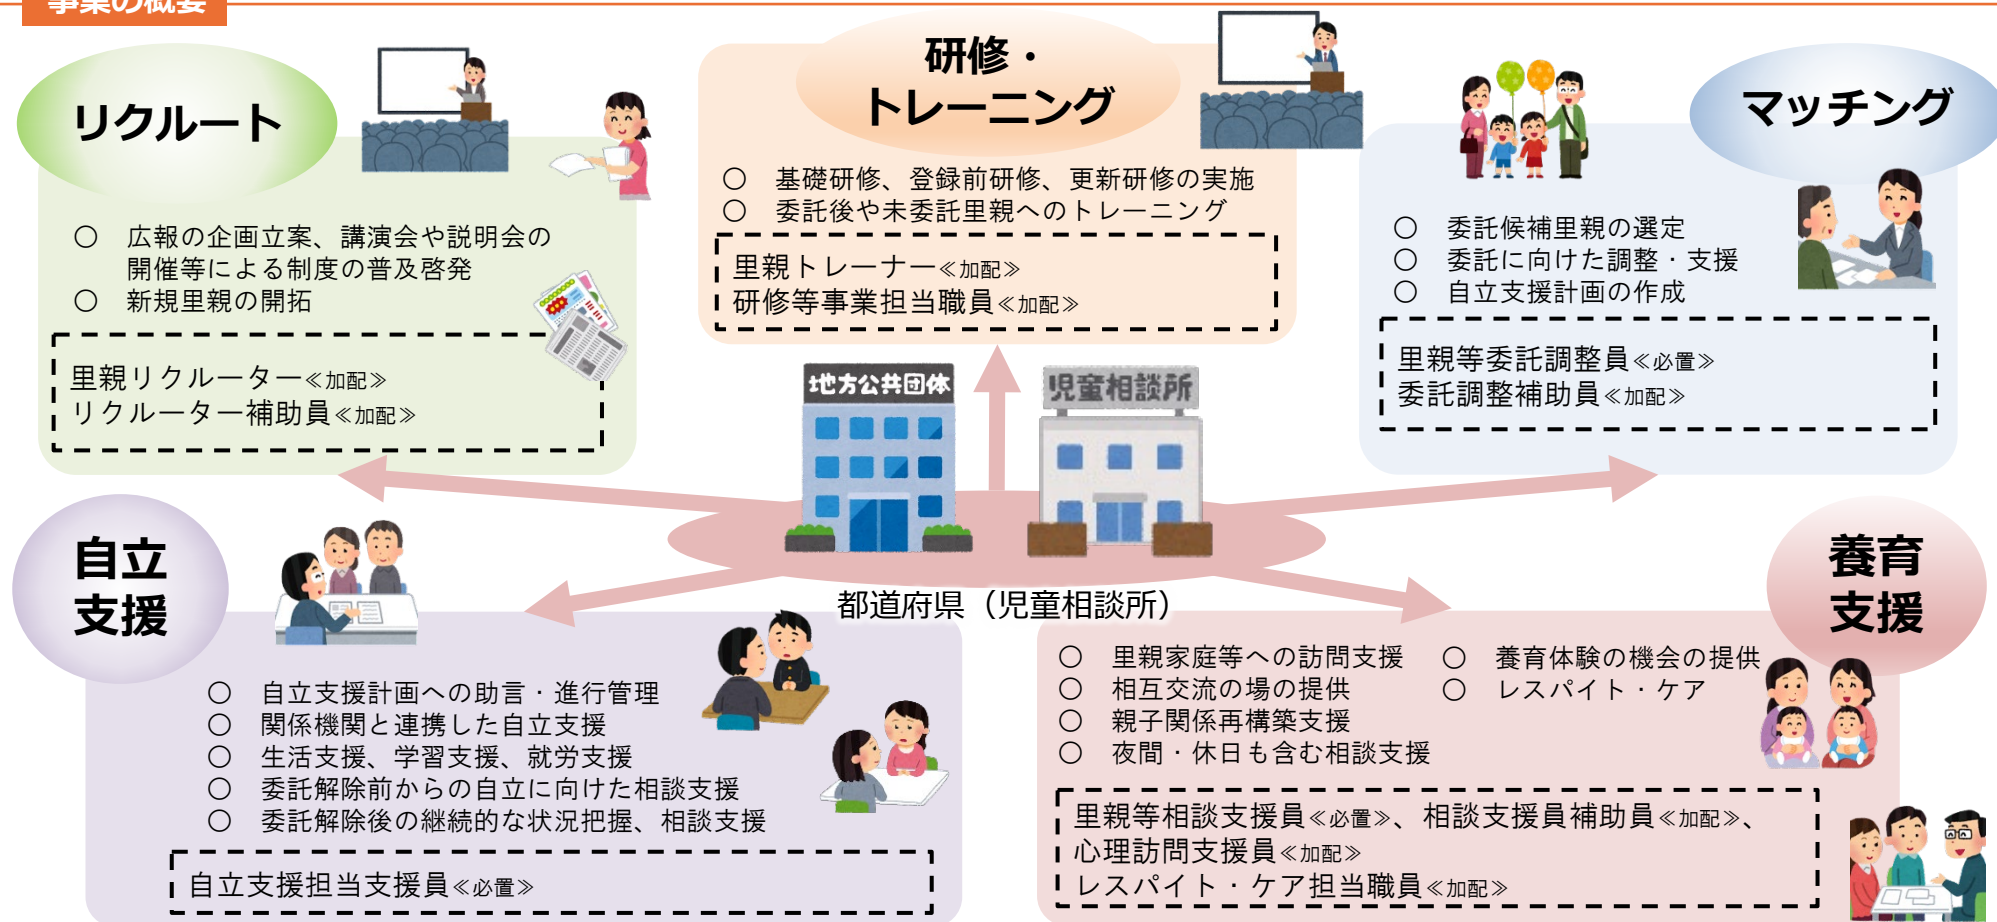 事業の概要
リクルート
○ 広報の企画立案、講演会や説明会の
開催等による制度の普及啓発
○ 新規里親の開拓
里親リクルーター≪加配≫
リクルーター補助員≪加配≫
研修・
トレーニング
○ 基礎研修、登録前研修、更新研修の実施
○ 委託後や未委託里親へのトレーニング
里親トレーナー≪加配≫
研修等事業担当職員≪加配≫
マッチング
○ 委託候補里親の選定
○ 委託に向けた調整・支援
○ 自立支援計画の作成
里親等委託調整員≪必置≫
委託調整補助員≪加配≫
地方公共団体
児童相談所
都道府県（児童相談所）
自立
支援
○ 自立支援計画への助言・進行管理
○ 関係機関と連携した自立支援
○ 生活支援、学習支援、就労支援
○ 委託解除前からの自立に向けた相談支援
○ 委託解除後の継続的な状況把握、相談支援
自立支援担当支援員≪必置≫
養育
支援
○ 里親家庭等への訪問支援
○ 相互交流の場の提供
○ 親子関係再構築支援
○ 夜間・休日も含む相談支援
○ 養育体験の機会の提供
○ レスパイト・ケア
里親等相談支援員≪必置≫、相談支援員補助員≪加配≫、
心理訪問支援員≪加配≫
レスパイト・ケア担当職員≪加配≫